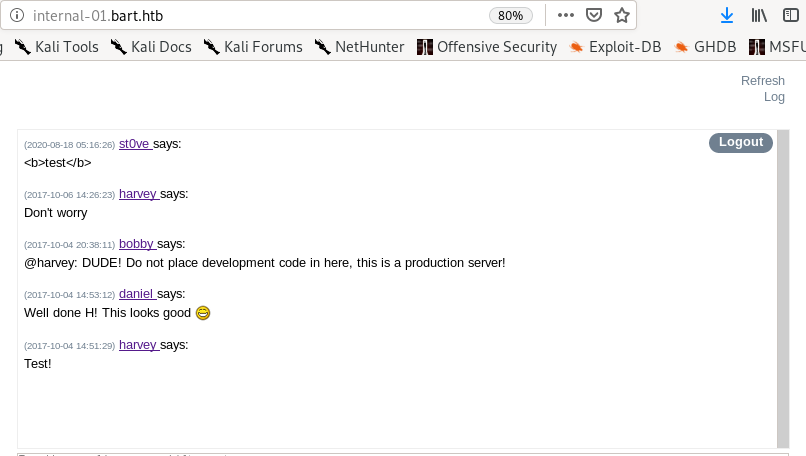 internal-01.bart.htb 80%
Kali Tools Kali Docs Kali Forums NetHunter Offensive Security Exploit-DB GHDB MSFU
Refresh
Log
Logout
(2020-08-18 05:16:26) st0ve says:
<b>test</b>
(2017-10-06 14:26:23) harvey says:
Don't worry
(2017-10-04 20:38:11) bobby says:
@harvey: DUDE! Do not place development code in here, this is a production server!
(2017-10-04 14:53:12) daniel says:
Well done H! This looks good 😄
(2017-10-04 14:51:29) harvey says:
Test!